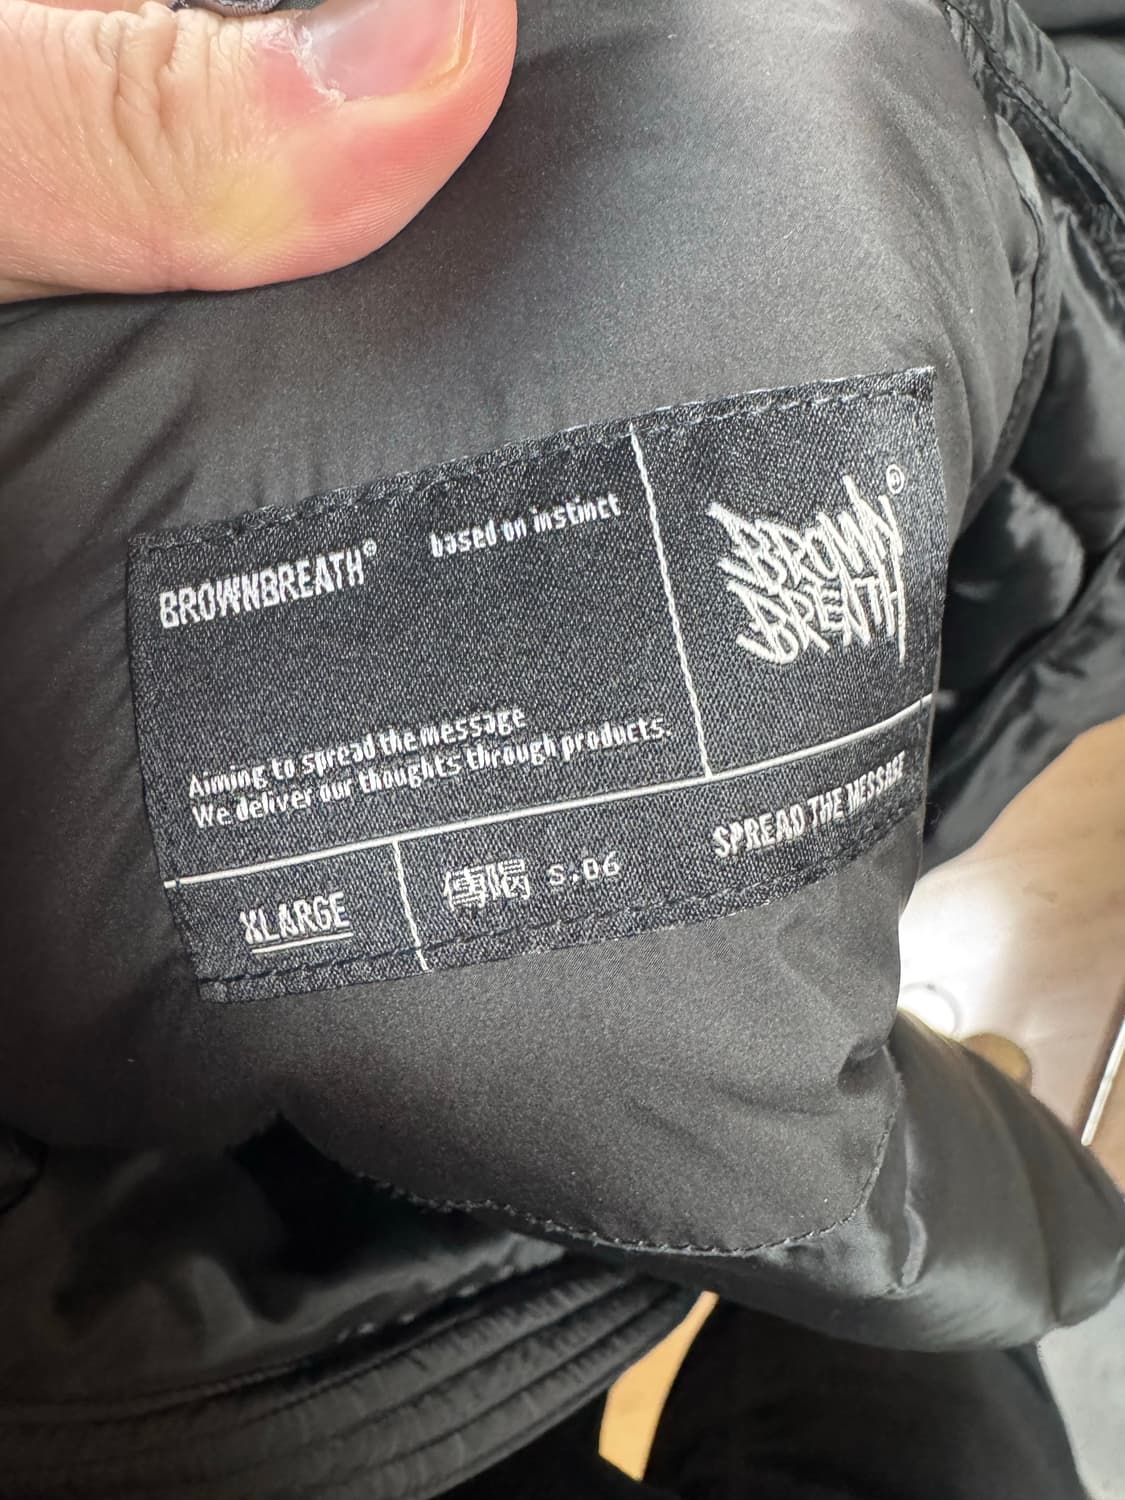 BROWNBREATH® based on instinct
BROWN
BREATH®
Aiming to spread the message
We deliver our thoughts through products.
XLARGE
傳喝 S.06
SPREAD THE MESSAGE